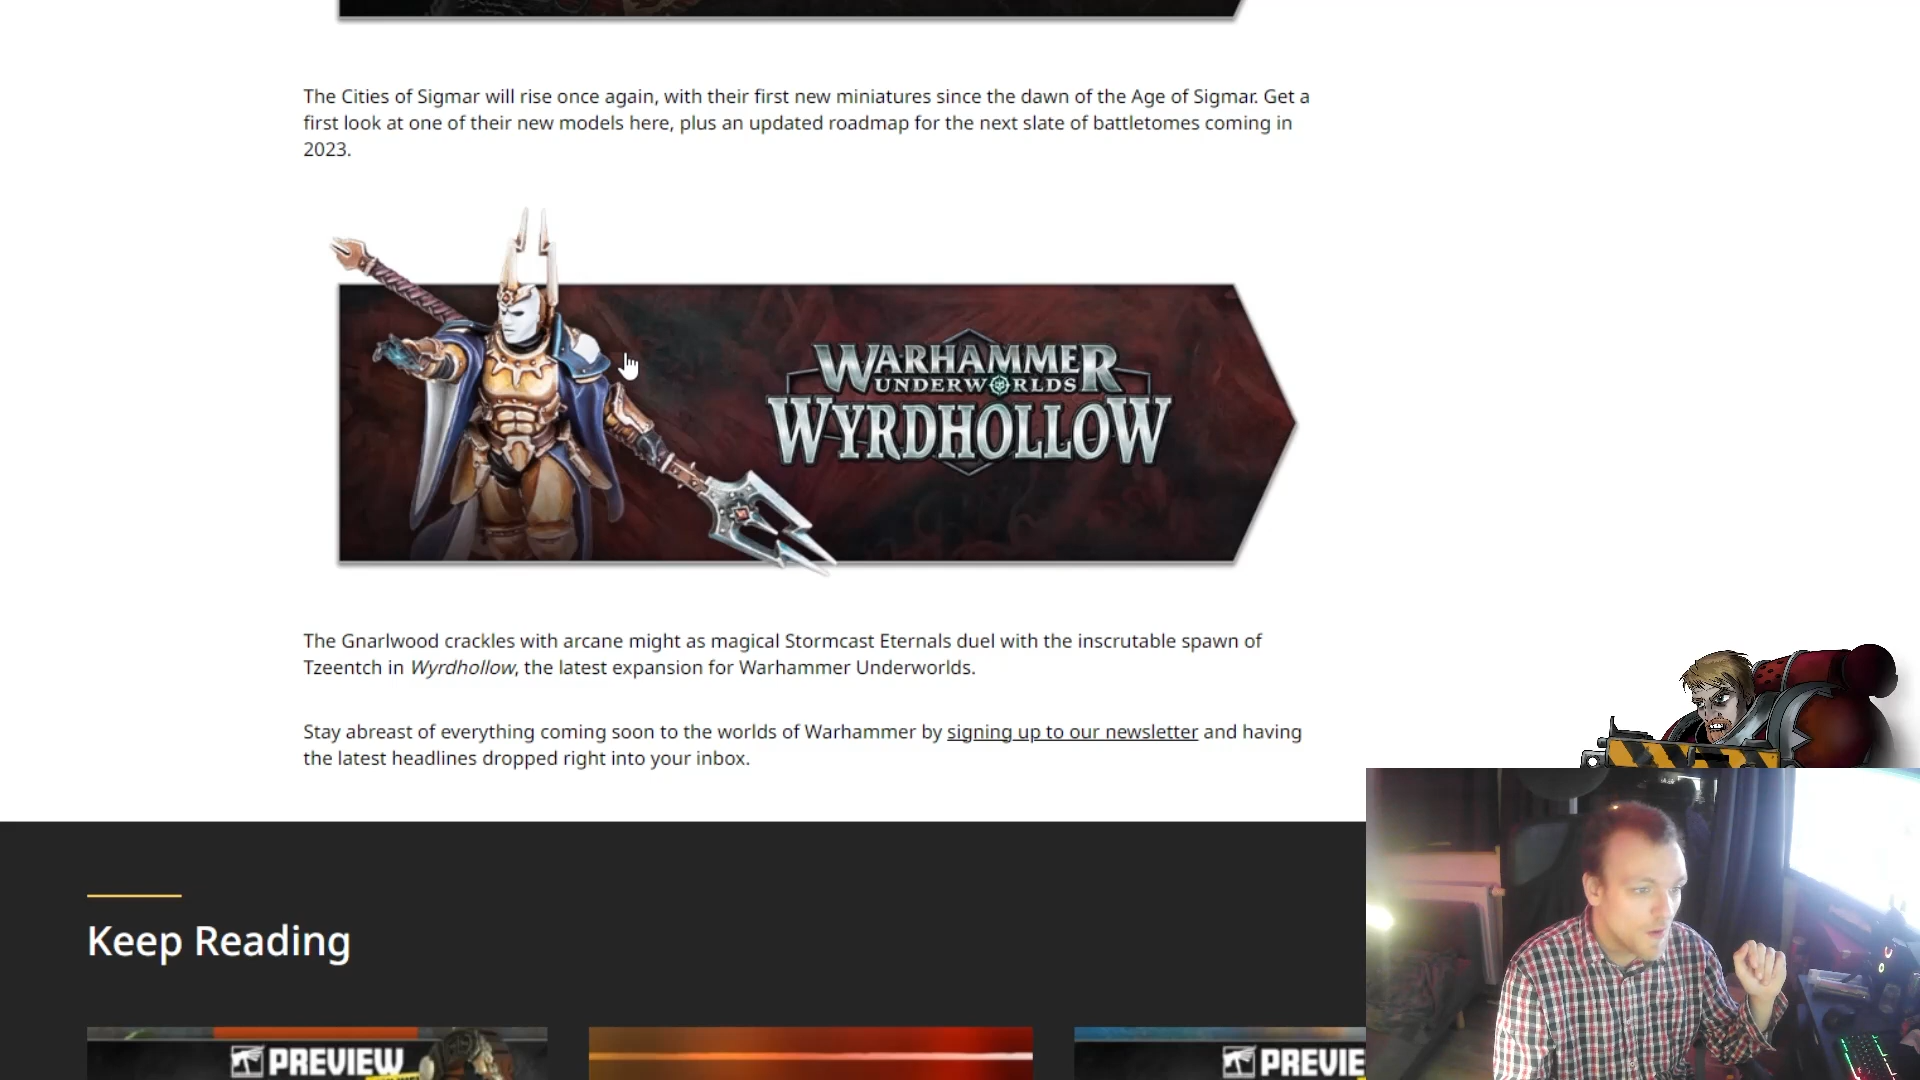 The Cities of Sigmar will rise once again, with their first new miniatures since the dawn of the Age of Sigmar. Get a
first look at one of their new models here, plus an updated roadmap for the next slate of battletomes coming in
2023.
WARHAMMER
UNDERWORLDS
WYRDHOLLOW
The Gnarlwood crackles with arcane might as magical Stormcast Eternals duel with the inscrutable spawn of
Tzeentch in Wyrdhollow, the latest expansion for Warhammer Underworlds.
Stay abreast of everything coming soon to the worlds of Warhammer by signing up to our newsletter and having
the latest headlines dropped right into your inbox.
Keep Reading
PREVIEW
PREVIE